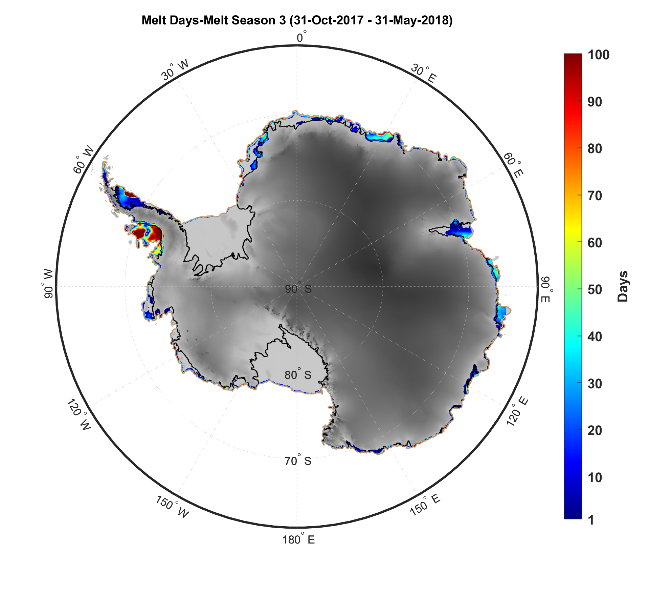 Melt Days-Melt Season 3 (31-Oct-2017 - 31-May-2018)
0°
30° W
30° E
60° W
60° E
90° W
90° S
90° E
80° S
120° W
120° E
70° S
150° W
150° E
180° E
100
90
80
70
60
50
40
30
20
10
1
Days